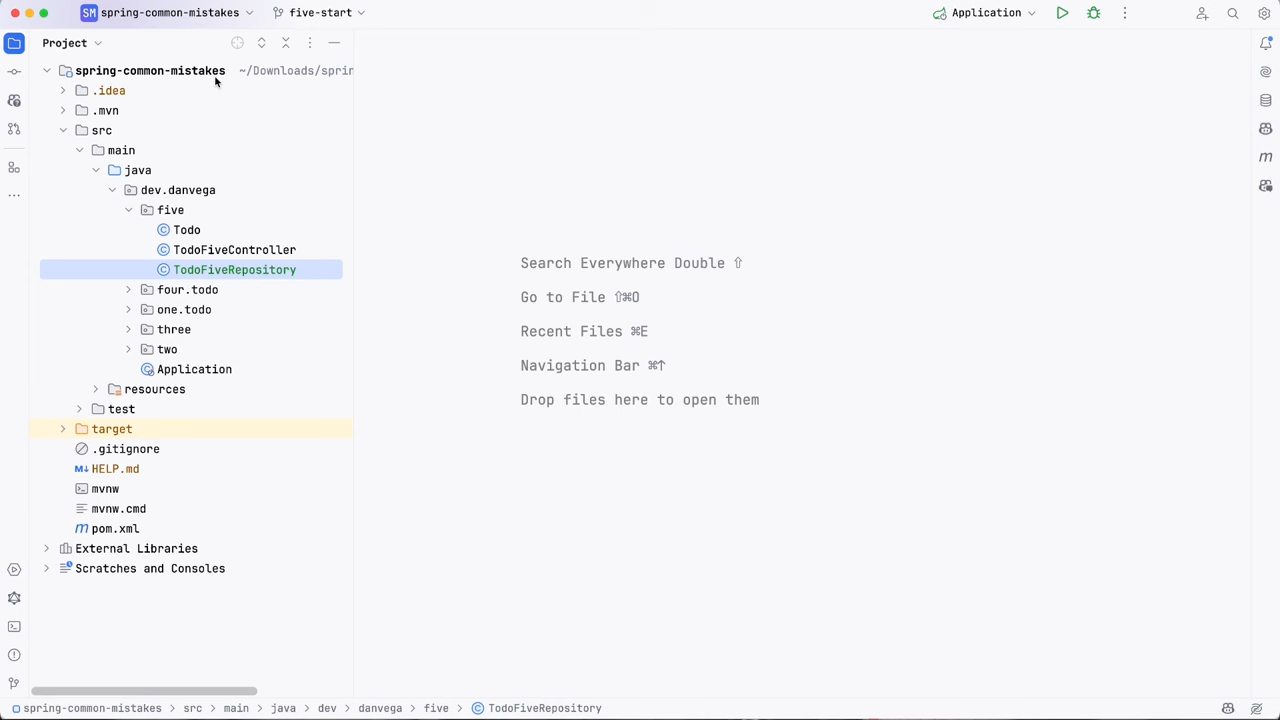 SM spring-common-mistakes five-start Application
Project
spring-common-mistakes ~/Downloads/sprin
.idea
.mvn
src
main
java
dev.danvega
five
Todo
TodoFiveController
TodoFiveRepository
four.todo
one.todo
three
two
Application
resources
test
target
.gitignore
M↓ HELP.md
mvnw
mvnw.cmd
m pom.xml
External Libraries
Scratches and Consoles
Search Everywhere Double ⇧
Go to File ⇧⌘O
Recent Files ⌘E
Navigation Bar ⌘↑
Drop files here to open them
spring-common-mistakes > src > main > java > dev > danvega > five > TodoFiveRepository